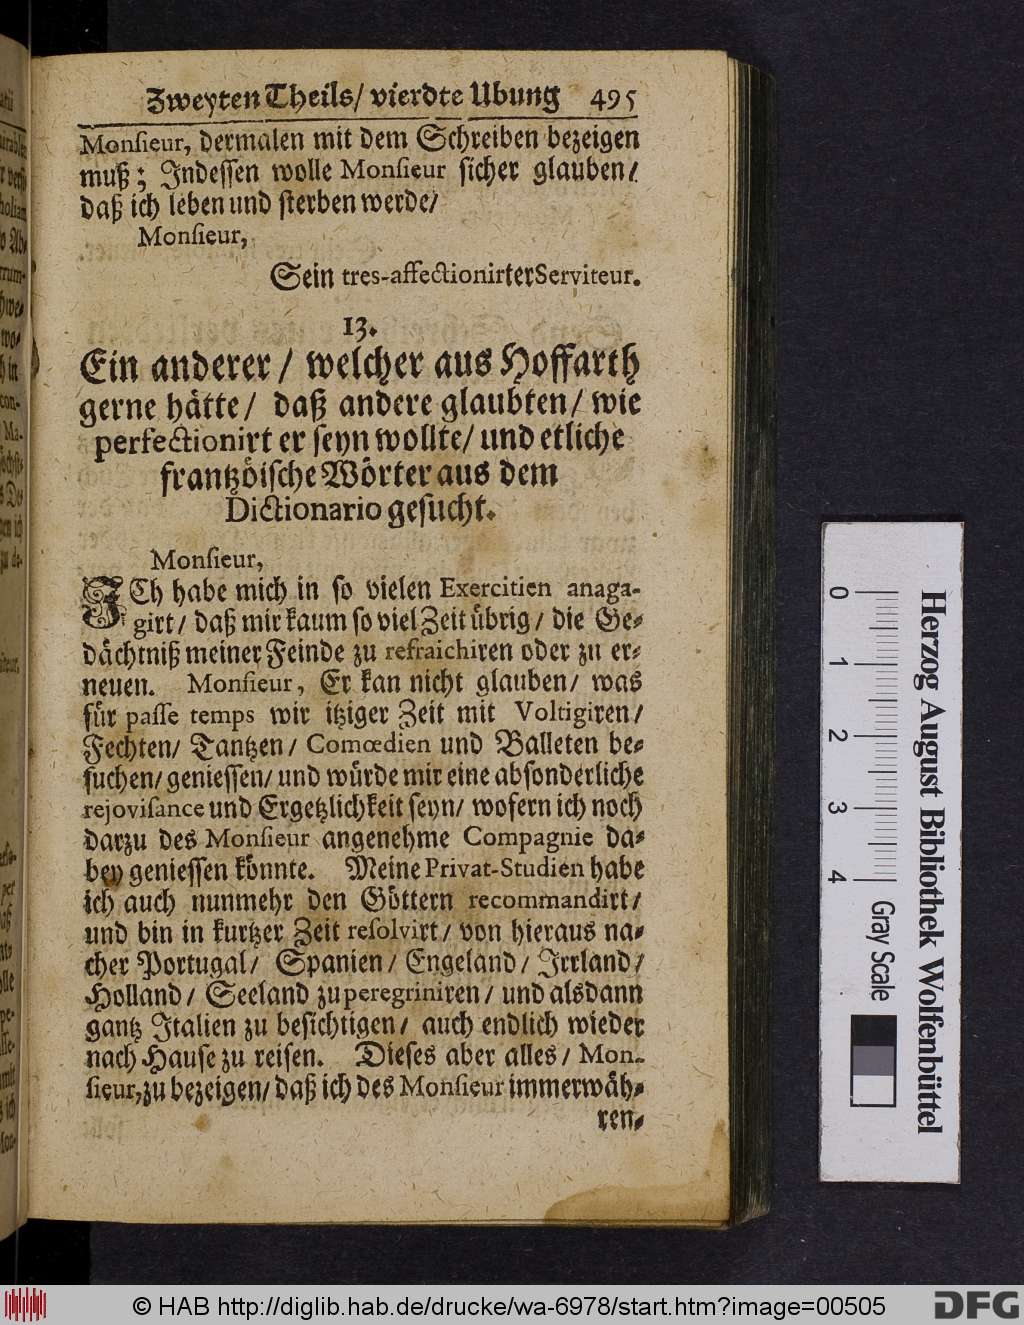 Zweyten Theils/ vierdte Ubung 495
Monſieur, dermalen mit dem Schreiben bezeigen
muß; Indeſſen wolle Monſieur ſicher glauben/
daß ich leben und ſterben werde/
Monſieur,
Sein tres-affectionirter Serviteur.
13.
Ein anderer/ welcher aus Hoffarth
gerne hätte/ daß andere glaubten/ wie
perfectionirt er ſeyn wollte/ und etliche
frantzöiſche Wörter aus dem
Dictionario geſucht.
Monſieur,
ICh habe mich in ſo vielen Exercitien anaga-
girt/ daß mir kaum ſo viel Zeit übrig/ die Ge-
dächtniß meiner Feinde zu refraichiren oder zu er-
neuen. Monſieur, Er kan nicht glauben/ was
für paſſe temps wir itziger Zeit mit Voltigiren/
Fechten/ Tantzen/ Comœdien und Balleten be-
ſuchen/ genieſſen/ und würde mir eine abſonderliche
rejoviſance und Ergetzlichkeit ſeyn/ wofern ich noch
darzu des Monſieur angenehme Compagnie da-
bey genieſſen könnte. Meine Privat-Studien habe
ich auch nunmehr den Göttern recommandirt/
und bin in kurtzer Zeit reſolvirt/ von hieraus na-
cher Portugal/ Spanien/ Engeland/ Irrland/
Holland/ Seeland zu peregriniren/ und alsdann
gantz Italien zu beſichtigen/ auch endlich wieder
nach Hauſe zu reiſen. Dieſes aber alles/ Mon-
ſieur, zu bezeigen/ daß ich des Monſieur immerwäh-
ren-
0 1 2 3 4
Herzog August Bibliothek Wolfenbüttel
Gray Scale
© HAB http://diglib.hab.de/drucke/wa-6978/start.htm?image=00505
DFG